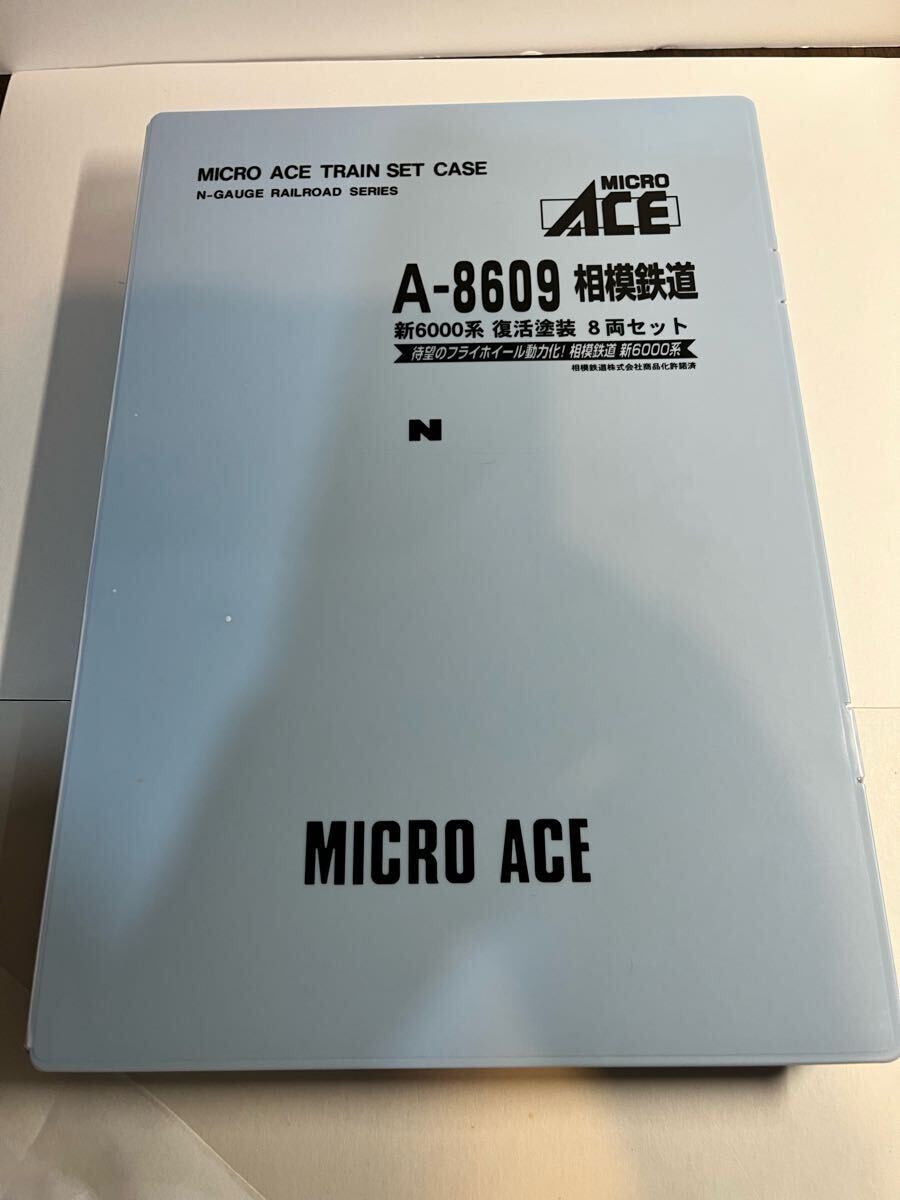 MICRO ACE TRAIN SET CASE
N-GAUGE RAILROAD SERIES
MICRO
ACE
A-8609 相模鉄道
新6000系 復活塗装 8両セット
待望のフライホイール動力化! 相模鉄道 新6000系
相模鉄道株式会社商品化許諾済
N
MICRO ACE